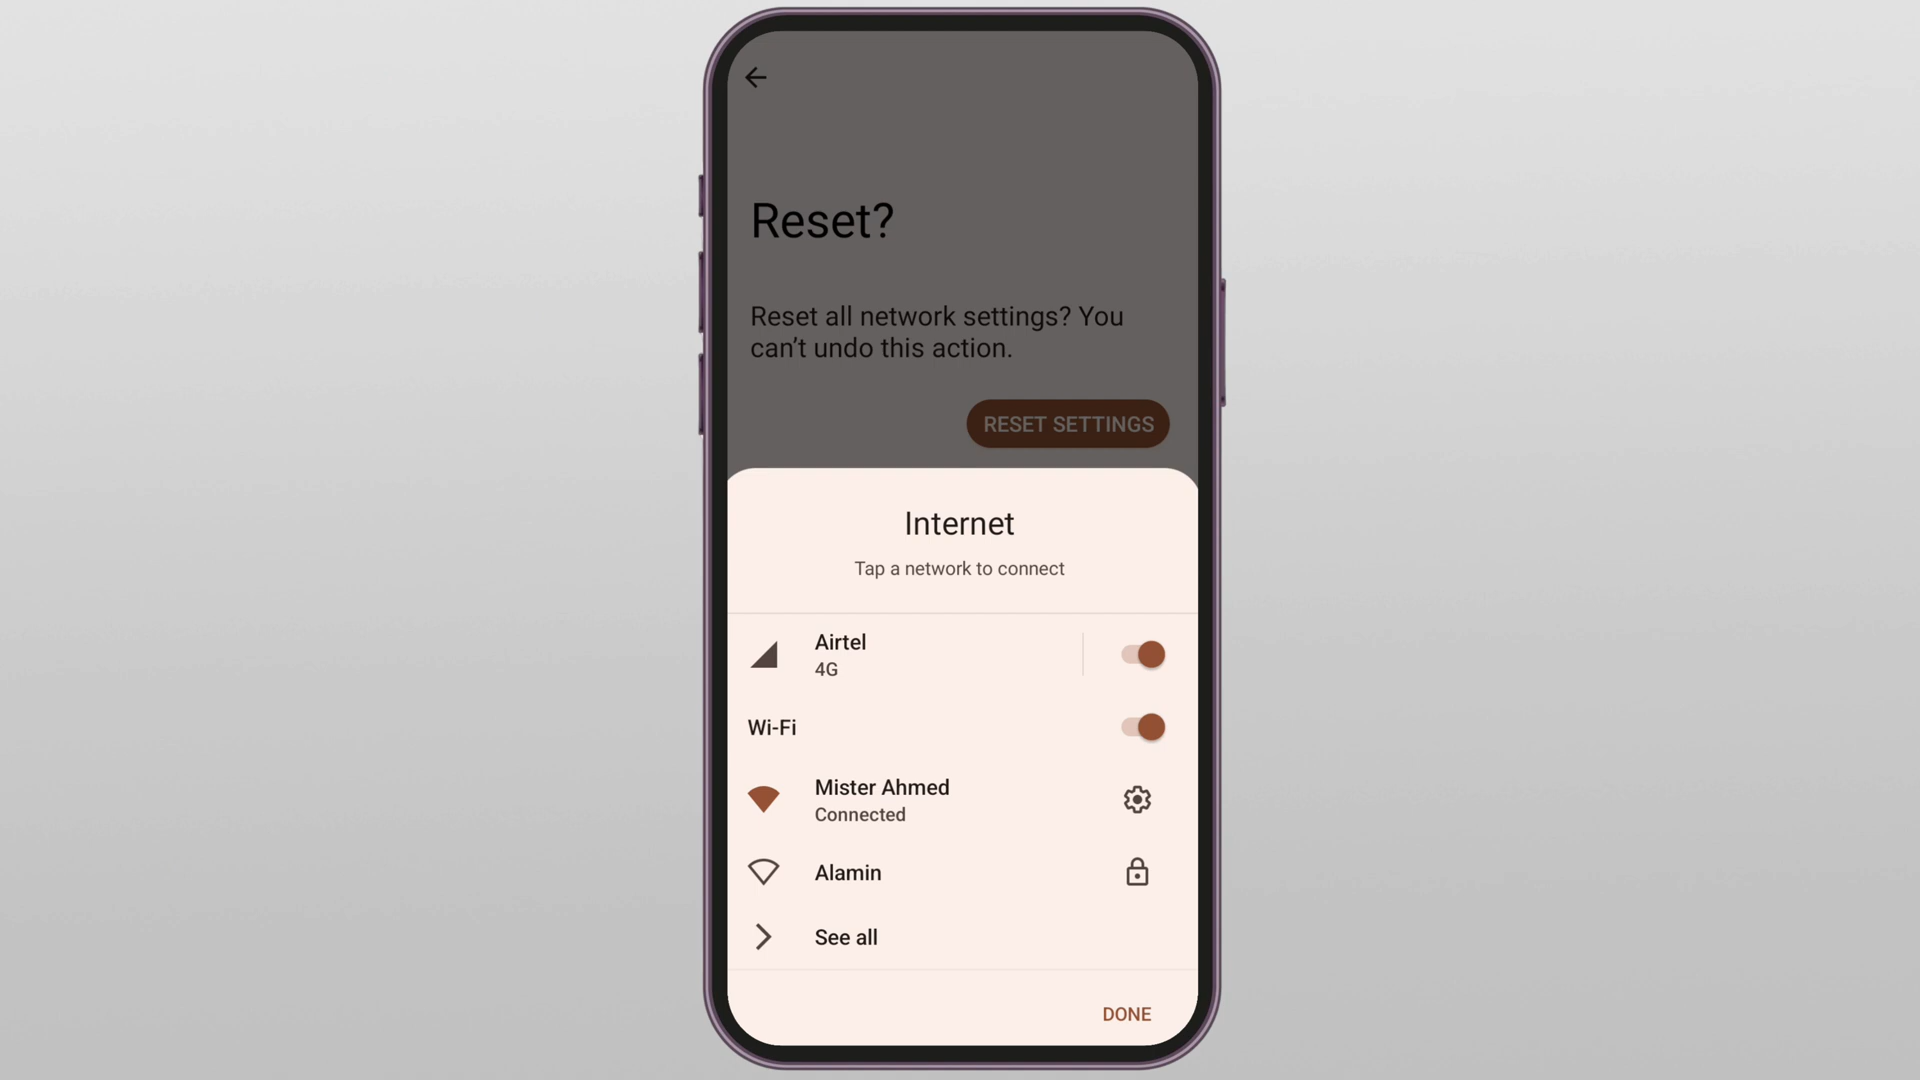 Reset?
Reset all network settings? You
can’t undo this action.
RESET SETTINGS
Internet
Tap a network to connect
Airtel
4G
Wi-Fi
Mister Ahmed
Connected
Alamin
See all
DONE